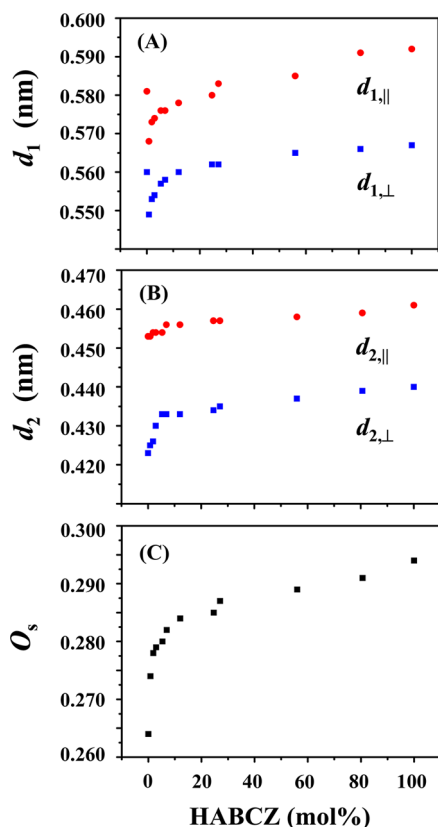 0.600
(A)
0.590
d1,||
0.580
d1 (nm)
0.570
0.560
d1,⊥
0.550
0.470
(B)
0.460
0.450
d2,||
d2 (nm)
0.440
d2,⊥
0.430
0.420
0.300
(C)
0.290
Os
0.280
0.270
0.260
0 20 40 60 80 100
HABCZ (mol%)